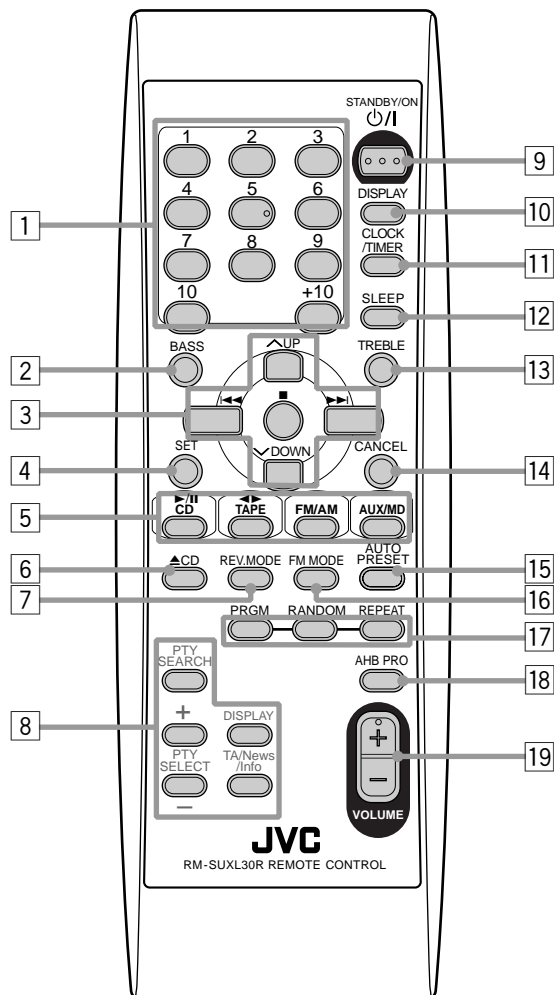 STANDBY/ON
⏻/I
1 2 3
9
DISPLAY
10
4 5 6
1
CLOCK
/TIMER
11
7 8 9
SLEEP
12
10 +10
BASS
UP
TREBLE
2
13
3
SET
DOWN
CANCEL
4
14
CD TAPE FM/AM AUX/MD
5
AUTO
PRESET
▲CD REV.MODE FM MODE
6
15
7
16
PRGM RANDOM REPEAT
17
PTY
SEARCH
AHB PRO
18
8
+
DISPLAY
PTY
SELECT
TA/News
/Info
–
+
–
19
VOLUME
JVC
RM-SUXL30R REMOTE CONTROL